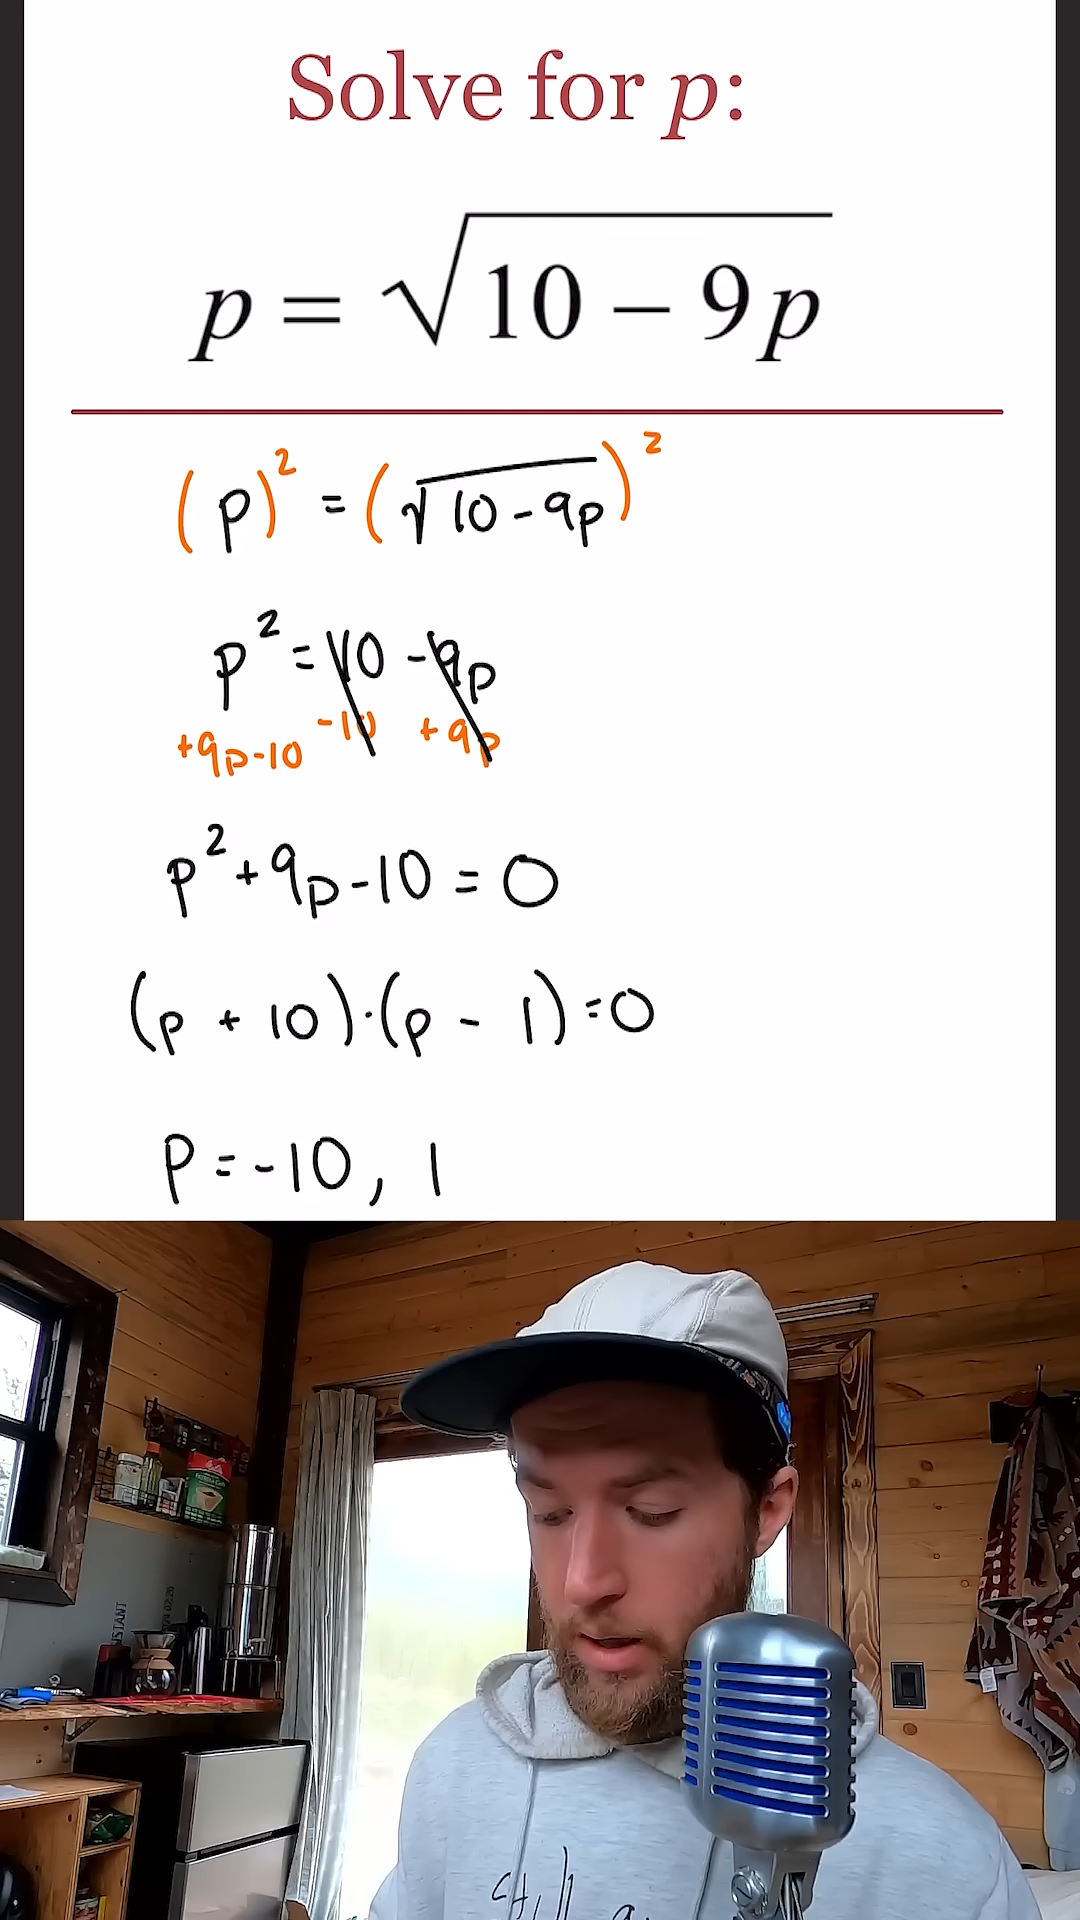 Solve for p:
p = √10 − 9p
(p)² = (√10 - 9p)²
p² = 10 - 9p
+9p-10 -10 +9p
p² + 9p - 10 = 0
(p + 10)·(p - 1) = 0
P = -10, 1
INSTANT